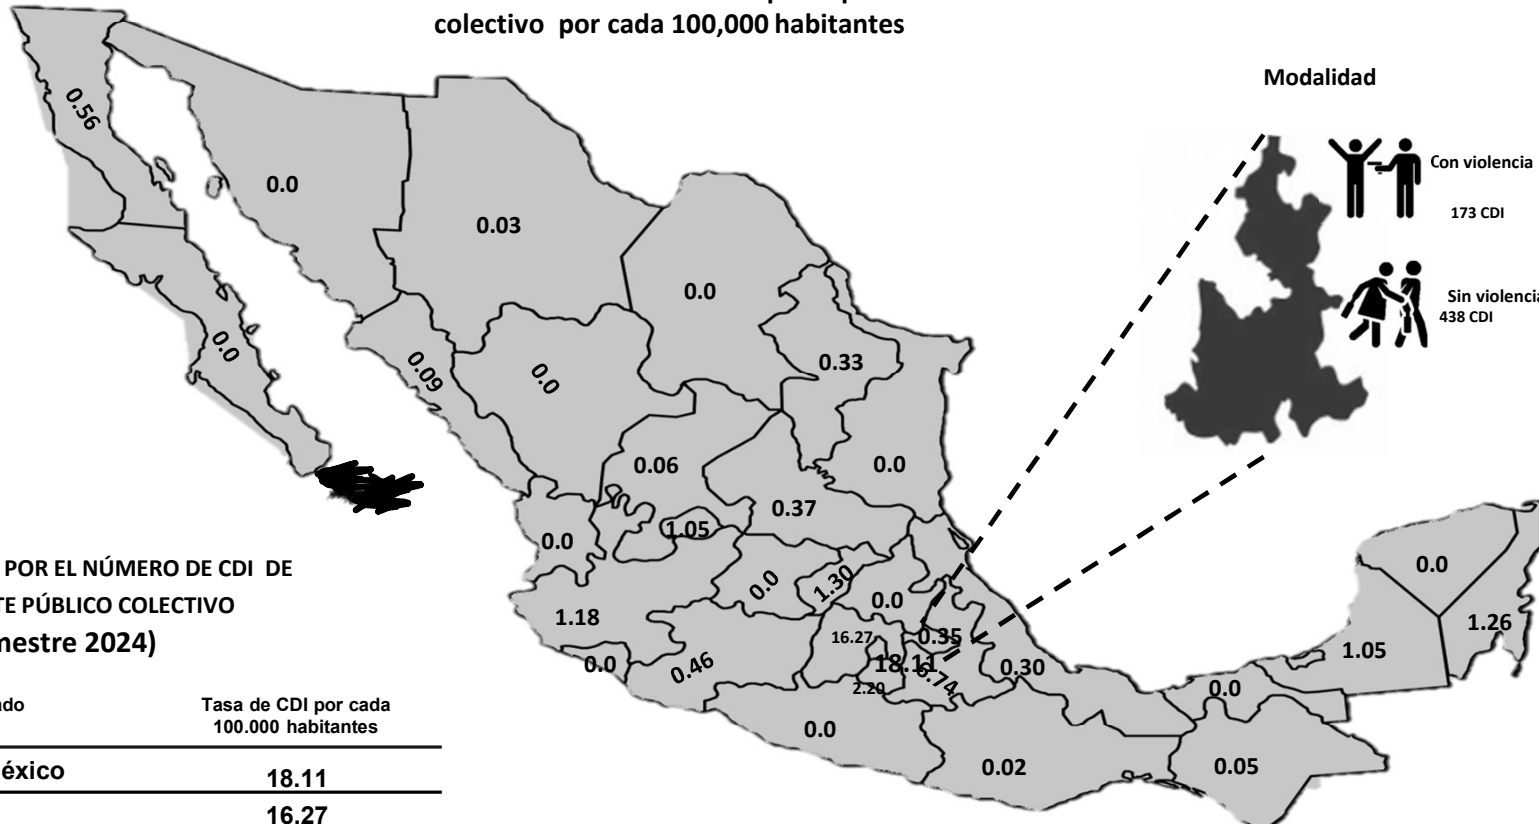 colectivo por cada 100,000 habitantes
Modalidad
Con violencia
173 CDI
Sin violencia
438 CDI
0.56
0.0
0.03
0.0
0.0
0.09
0.0
0.33
0.06
0.0
0.37
1.05
0.0
0.0
1.30
0.0
1.18
16.27
0.35
0.0
0.46
18.11
6.74
2.20
0.30
0.0
0.02
0.05
0.0
1.05
0.0
1.26
POR EL NÚMERO DE CDI DE
TE PÚBLICO COLECTIVO
mestre 2024)
ado
Tasa de CDI por cada
100.000 habitantes
éxico
18.11
16.27